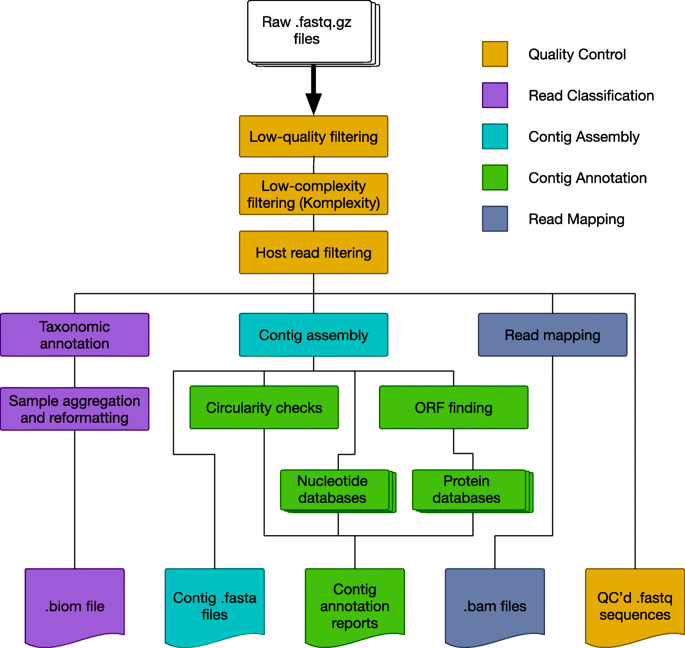 Raw .fastq.gz
files
Quality Control
Read Classification
Contig Assembly
Contig Annotation
Read Mapping
Low-quality filtering
Low-complexity
filtering (Komplexity)
Host read filtering
Taxonomic
annotation
Contig assembly
Read mapping
Sample aggregation
and reformatting
Circularity checks
ORF finding
Nucleotide
databases
Protein
databases
.biom file
Contig .fasta
files
Contig
annotation
reports
.bam files
QC'd .fastq
sequences